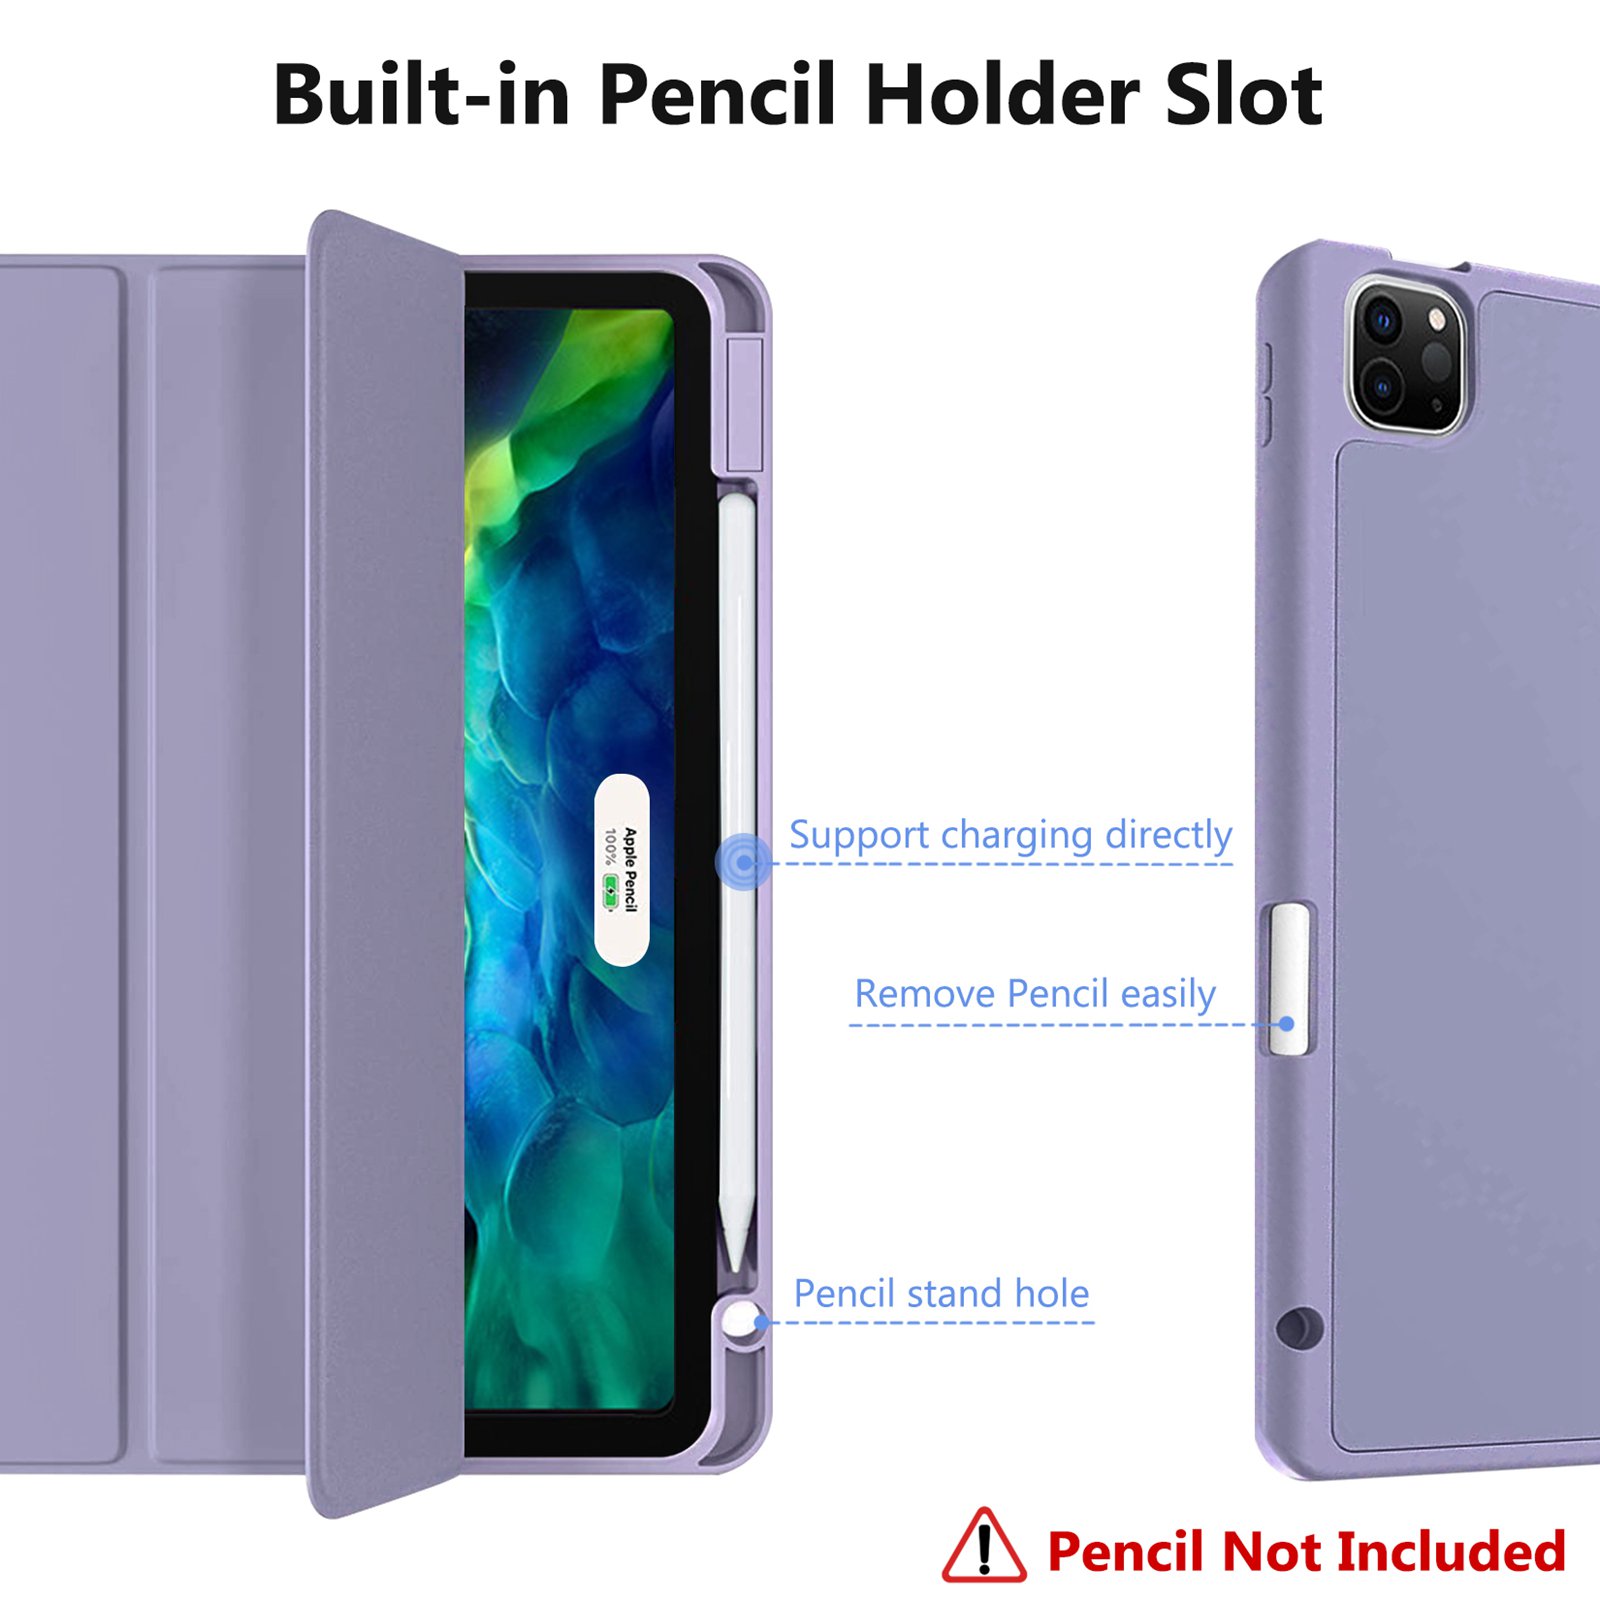 Built-in Pencil Holder Slot
Support charging directly
Apple Pencil
100%
Remove Pencil easily
Pencil stand hole
Pencil Not Included